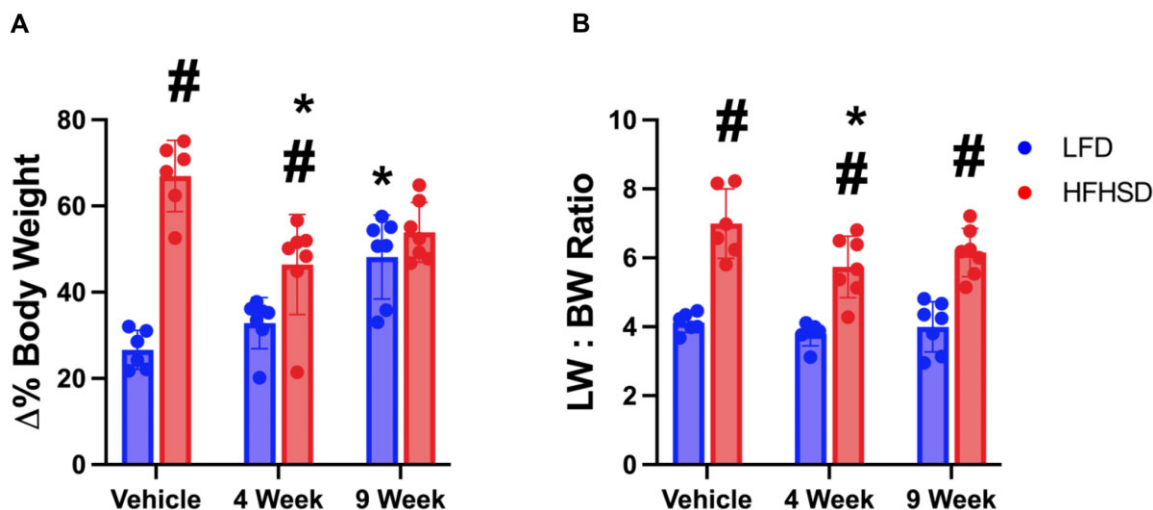 A
Δ% Body Weight
80
60
40
20
0
#
*
#
*
Vehicle
4 Week
9 Week
B
LW : BW Ratio
10
8
6
4
2
0
#
*
#
#
Vehicle
4 Week
9 Week
LFD
HFHSD